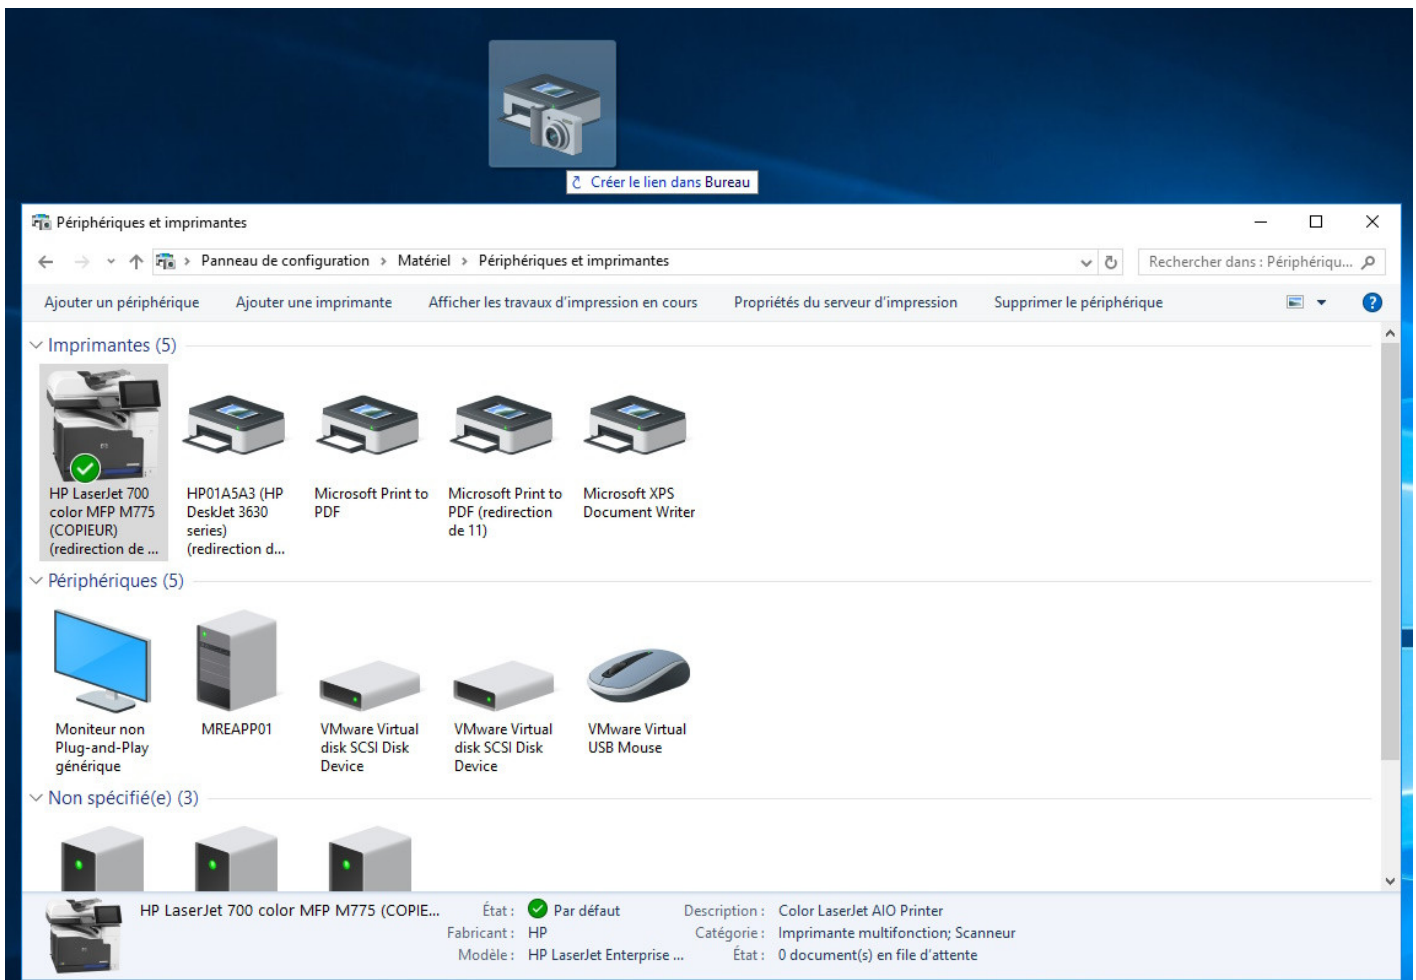 Créer le lien dans Bureau
Périphériques et imprimantes
Panneau de configuration > Matériel > Périphériques et imprimantes
Rechercher dans : Périphériqu...
Ajouter un périphérique
Ajouter une imprimante
Afficher les travaux d'impression en cours
Propriétés du serveur d'impression
Supprimer le périphérique
Imprimantes (5)
HP LaserJet 700
color MFP M775
(COPIEUR)
(redirection de ...
HP01A5A3 (HP
DeskJet 3630
series)
(redirection d...
Microsoft Print to
PDF
Microsoft Print to
PDF (redirection
de 11)
Microsoft XPS
Document Writer
Périphériques (5)
Moniteur non
Plug-and-Play
générique
MREAPP01
VMware Virtual
disk SCSI Disk
Device
VMware Virtual
disk SCSI Disk
Device
VMware Virtual
USB Mouse
Non spécifié(e) (3)
HP LaserJet 700 color MFP M775 (COPIE...
État : Par défaut
Fabricant : HP
Modèle : HP LaserJet Enterprise ...
Description : Color LaserJet AIO Printer
Catégorie : Imprimante multifonction; Scanneur
État : 0 document(s) en file d'attente